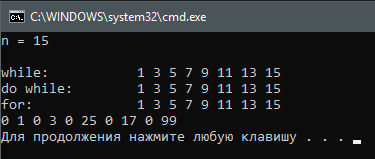 C:\WINDOWS\system32\cmd.exe
n = 15
while: 1 3 5 7 9 11 13 15
do while: 1 3 5 7 9 11 13 15
for: 1 3 5 7 9 11 13 15
0 1 0 3 0 25 0 17 0 99
Для продолжения нажмите любую клавишу . . .